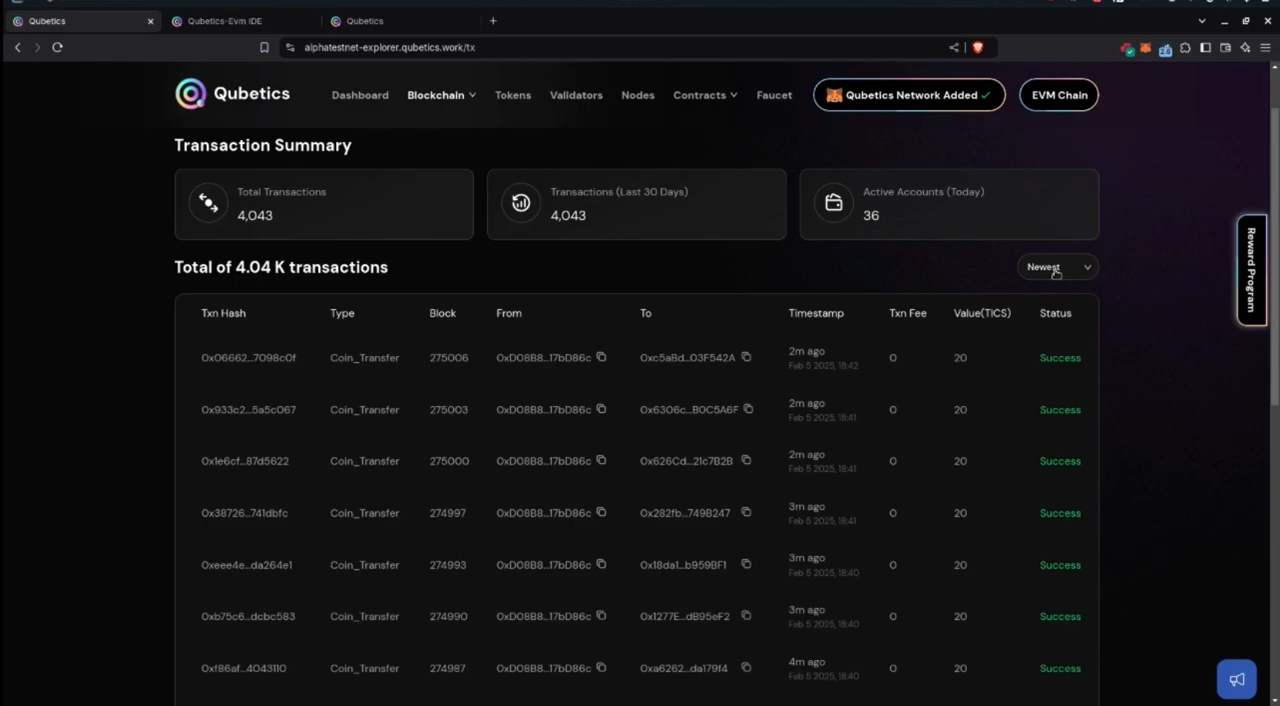 Qubetics
Qubetics-Evm IDE
Qubetics
alphatestnet-explorer.qubetics.work/tx
Qubetics
Dashboard Blockchain Tokens Validators Nodes Contracts Faucet Qubetics Network Added EVM Chain
Transaction Summary
Total Transactions
4,043
Transactions (Last 30 Days)
4,043
Active Accounts (Today)
36
Total of 4.04 K transactions
Newest
Reward Program
Txn Hash Type Block From To Timestamp Txn Fee Value(TICS) Status
0x06662...7098c0f Coin_Transfer 275006 0xD08B8...17bD86c 0xc5aBd...03F542A 2m ago 0 20 Success
Feb 5 2025, 18:42
0x933c2...5a5c067 Coin_Transfer 275003 0xD08B8...17bD86c 0x6306c...B0C5A6F 2m ago 0 20 Success
Feb 5 2025, 18:41
0x1e6cf...87d5622 Coin_Transfer 275000 0xD08B8...17bD86c 0x626Cd...21c7B2B 2m ago 0 20 Success
Feb 5 2025, 18:41
0x38726...741dbfc Coin_Transfer 274997 0xD08B8...17bD86c 0x282fb...749B247 3m ago 0 20 Success
Feb 5 2025, 18:41
0xeee4e...da264e1 Coin_Transfer 274993 0xD08B8...17bD86c 0x18da1...b959BF1 3m ago 0 20 Success
Feb 5 2025, 18:40
0xb75c6...dcbc583 Coin_Transfer 274990 0xD08B8...17bD86c 0x1277E...dB95eF2 3m ago 0 20 Success
Feb 5 2025, 18:40
0xf86af...4043110 Coin_Transfer 274987 0xD08B8...17bD86c 0xa6262...da179f4 4m ago 0 20 Success
Feb 5 2025, 18:40